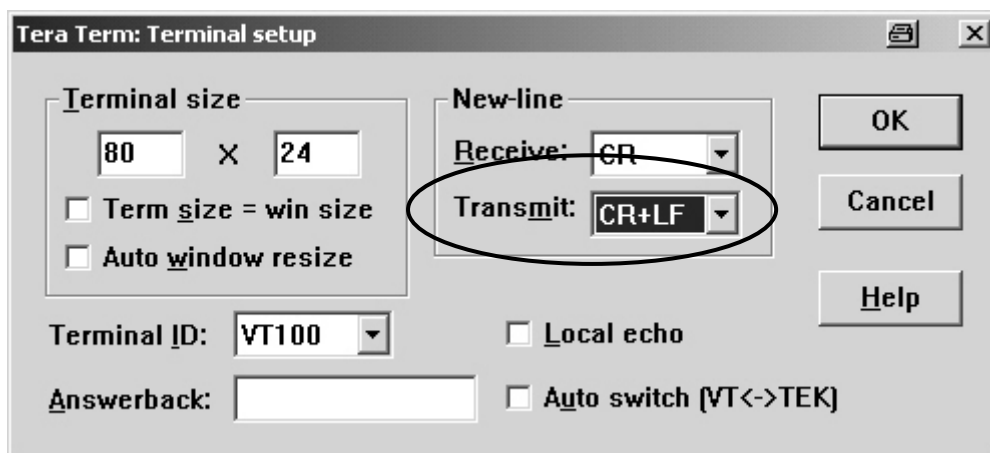 Tera Term: Terminal setup
Terminal size
80 X 24
Term size = win size
Auto window resize
New-line
Receive: CR
Transmit: CR+LF
OK
Cancel
Help
Terminal ID: VT100
Local echo
Answerback:
Auto switch (VT<->TEK)